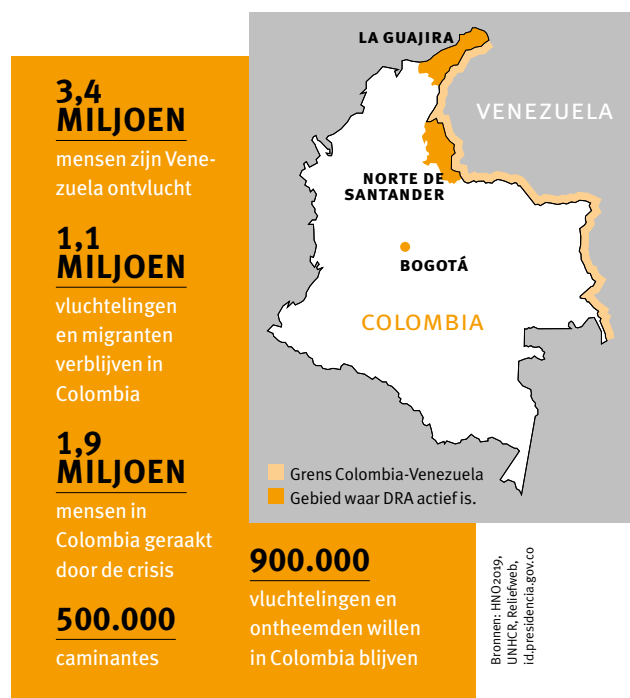 3,4
MILJOEN
mensen zijn Vene-
zuela ontvlucht
1,1
MILJOEN
vluchtelingen
en migranten
verblijven in
Colombia
1,9
MILJOEN
mensen in
Colombia geraakt
door de crisis
500.000
caminantes
900.000
vluchtelingen en
ontheemden willen
in Colombia blijven
LA GUAJIRA
VENEZUELA
NORTE DE
SANTANDER
BOGOTÁ
COLOMBIA
Grens Colombia-Venezuela
Gebied waar DRA actief is.
Bronnen: HNO2019,
UNHCR, Reliefweb,
id.presidencia.gov.co